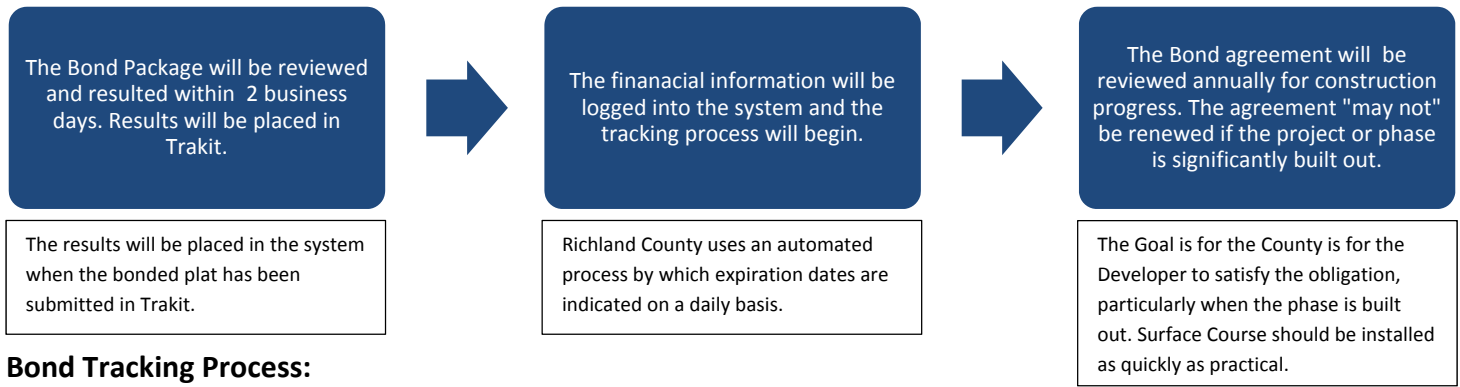 The Bond Package will be reviewed
and resulted within 2 business
days. Results will be placed in
Trakit.
The results will be placed in the system
when the bonded plat has been
submitted in Trakit.
The finanacial information will be
logged into the system and the
tracking process will begin.
Richland County uses an automated
process by which expiration dates are
indicated on a daily basis.
The Bond agreement will be
reviewed annually for construction
progress. The agreement "may not"
be renewed if the project or phase
is significantly built out.
The Goal is for the County is for the
Developer to satisfy the obligation,
particularly when the phase is built
out. Surface Course should be installed
as quickly as practical.
Bond Tracking Process: